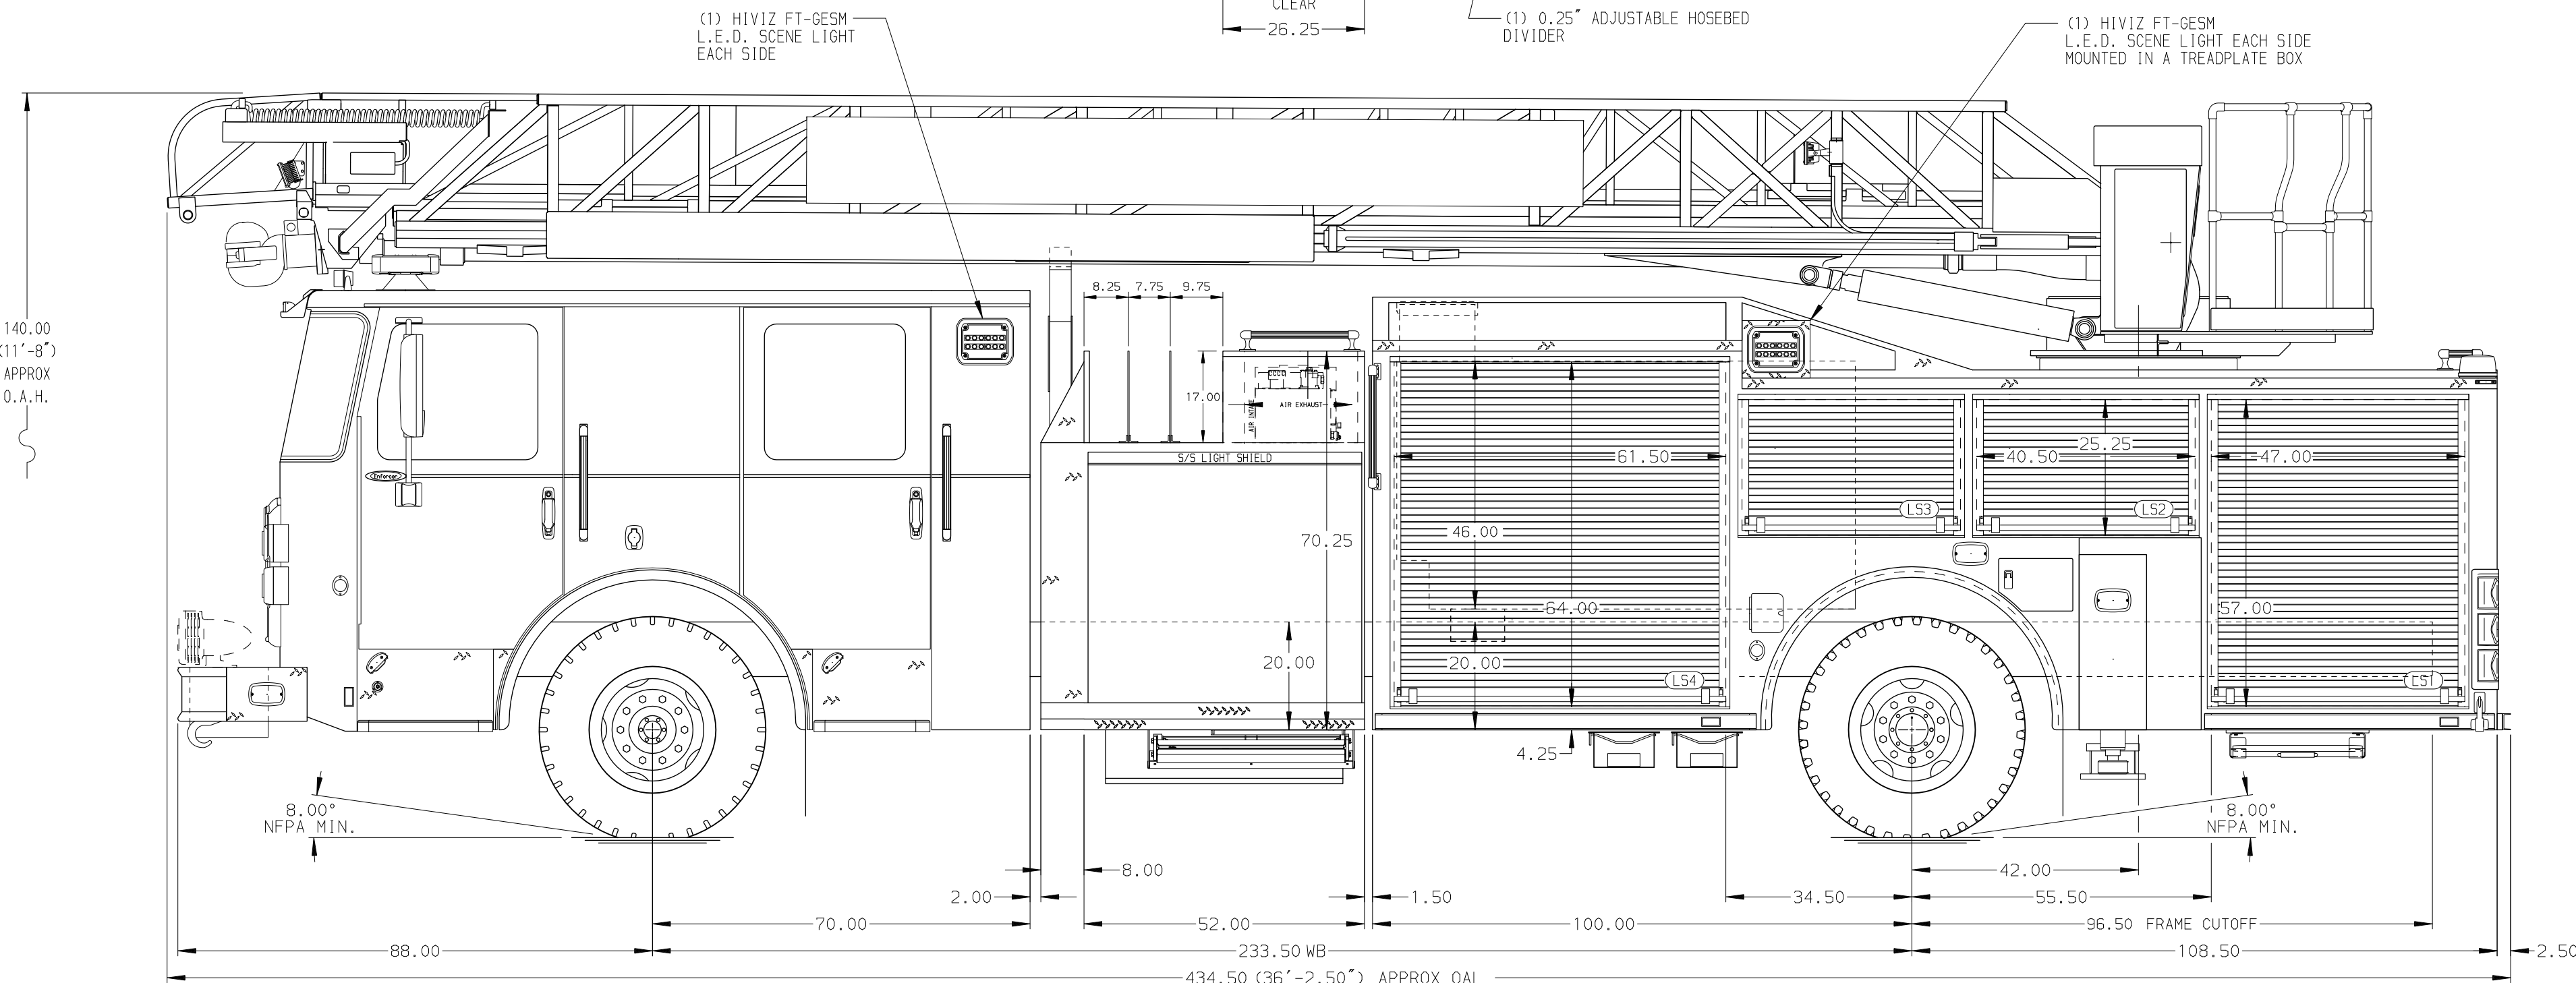 CLEAR
26.25
(1) HIVIZ FT-GESM
L.E.D. SCENE LIGHT
EACH SIDE
(1) 0.25" ADJUSTABLE HOSEBED
DIVIDER
(1) HIVIZ FT-GESM
L.E.D. SCENE LIGHT EACH SIDE
MOUNTED IN A TREADPLATE BOX
140.00
(11'-8")
APPROX
O.A.H.
8.25
7.75
9.75
17.00
AIR INTAKE
AIR EXHAUST
S/S LIGHT SHIELD
Enforcer
70.25
20.00
61.50
46.00
64.00
20.00
LS4
4.25
LS3
25.25
40.50
LS2
47.00
57.00
LS1
8.00°
NFPA MIN.
8.00°
NFPA MIN.
8.00
2.00
1.50
34.50
42.00
55.50
70.00
52.00
100.00
96.50 FRAME CUTOFF
88.00
233.50 WB
108.50
2.50
434.50 (36'-2.50") APPROX OAL